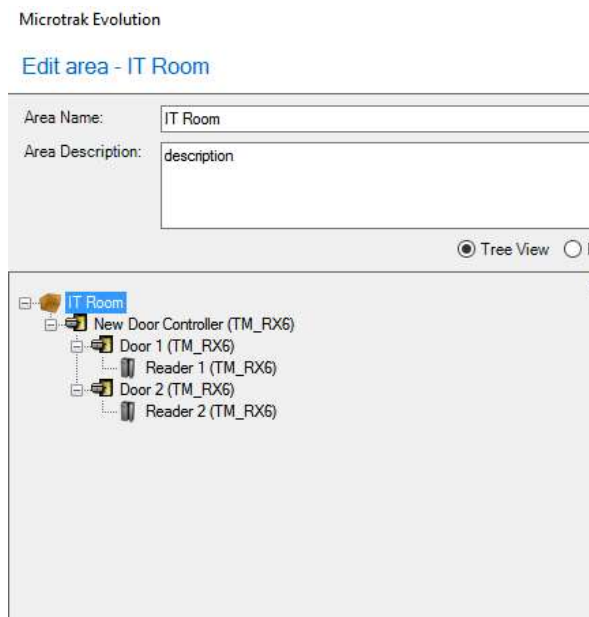 Microtrak Evolution
Edit area - IT Room
Area Name: IT Room
Area Description: description
Tree View
IT Room
New Door Controller (TM_RX6)
Door 1 (TM_RX6)
Reader 1 (TM_RX6)
Door 2 (TM_RX6)
Reader 2 (TM_RX6)